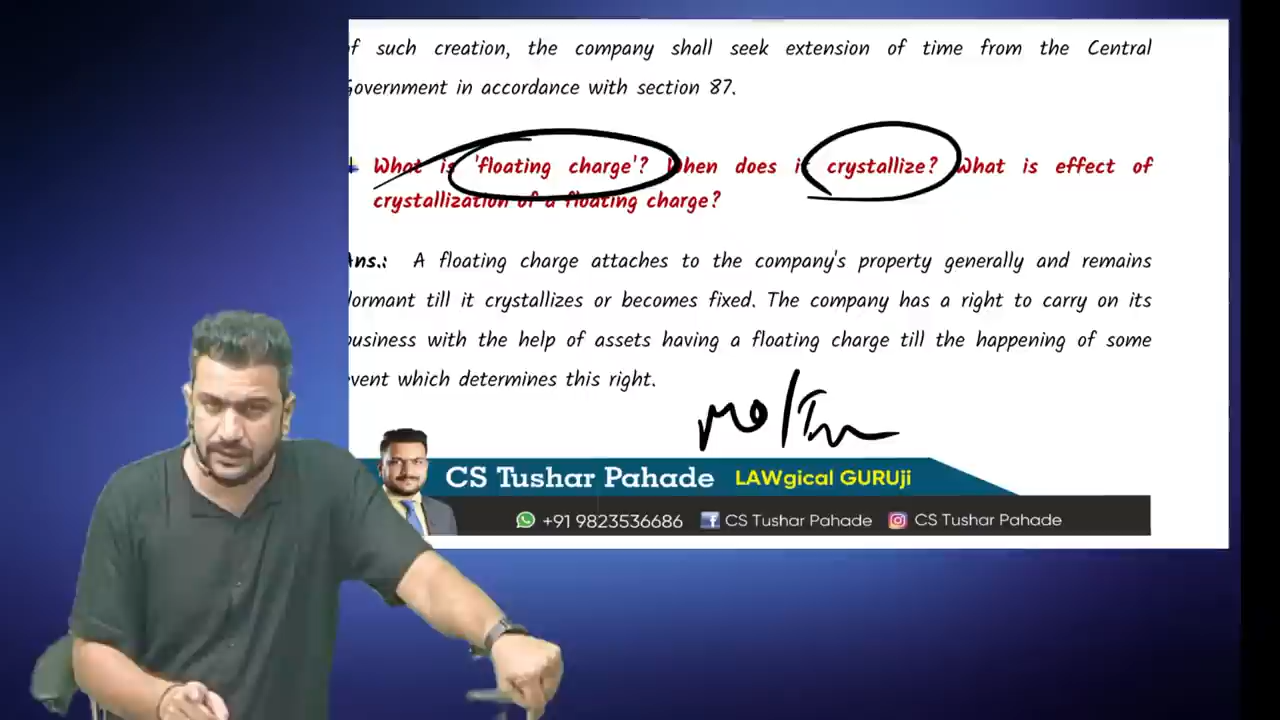 of such creation, the company shall seek extension of time from the Central
Government in accordance with section 87.
What is 'floating charge'? When does it crystallize? What is effect of
crystallization of a floating charge?
Ans.: A floating charge attaches to the company's property generally and remains
dormant till it crystallizes or becomes fixed. The company has a right to carry on its
business with the help of assets having a floating charge till the happening of some
event which determines this right.
CS Tushar Pahade LAWgical GURUji
+91 9823536686 CS Tushar Pahade CS Tushar Pahade